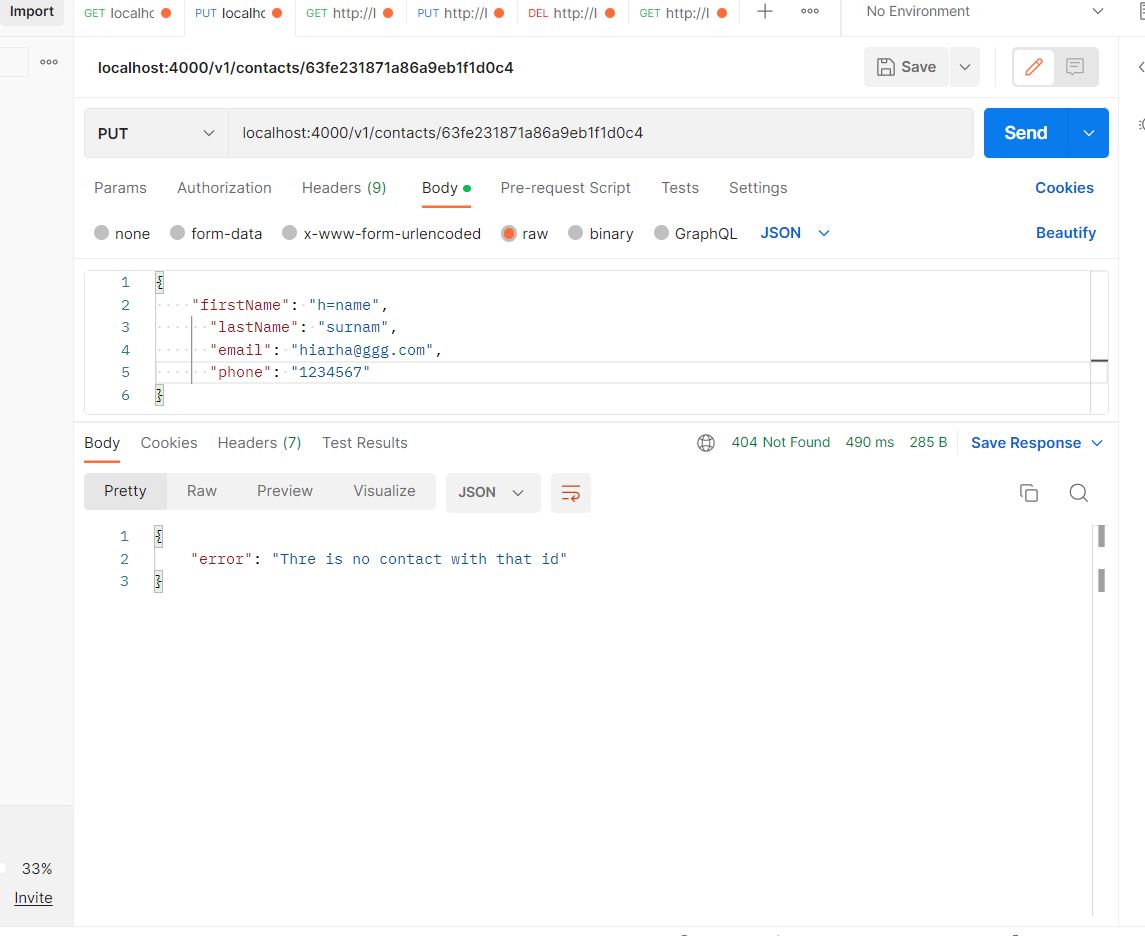 Import
GET localhc PUT localhc GET http://l PUT http://l DEL http://l GET http://l No Environment
localhost:4000/v1/contacts/63fe231871a86a9eb1f1d0c4 Save
PUT localhost:4000/v1/contacts/63fe231871a86a9eb1f1d0c4 Send
Params Authorization Headers (9) Body Pre-request Script Tests Settings Cookies
none form-data x-www-form-urlencoded raw binary GraphQL JSON Beautify
1 {
2 "firstName": "h=name",
3 "lastName": "surnam",
4 "email": "hiarha@ggg.com",
5 "phone": "1234567"
6 }
Body Cookies Headers (7) Test Results 404 Not Found 490 ms 285 B Save Response
Pretty Raw Preview Visualize JSON
1 {
2 "error": "Thre is no contact with that id"
3 }
33%
Invite